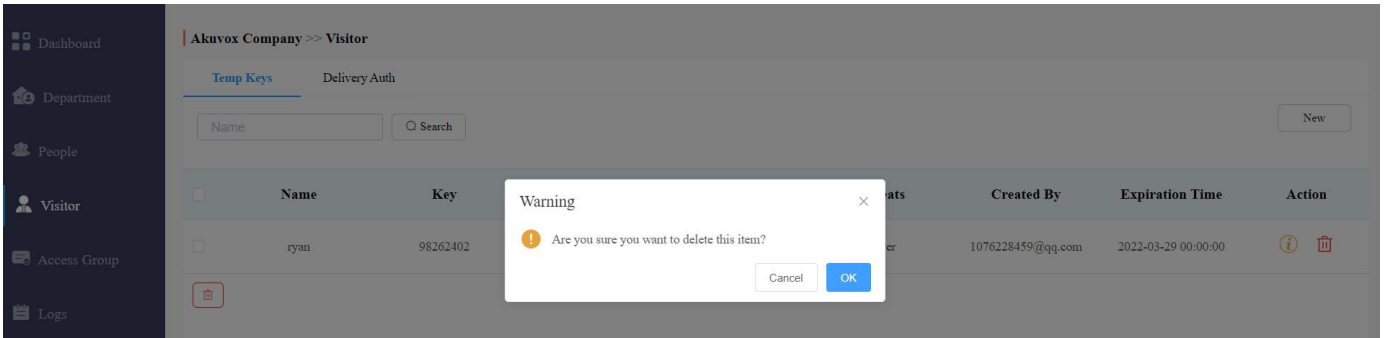 Dashboard
Department
People
Visitor
Access Group
Logs
Akuvox Company >> Visitor
Temp Keys Delivery Auth
Name Search New
Name Key Created By Expiration Time Action
ryan 98262402 1076228459@qq.com 2022-03-29 00:00:00
Warning
Are you sure you want to delete this item?
Cancel OK